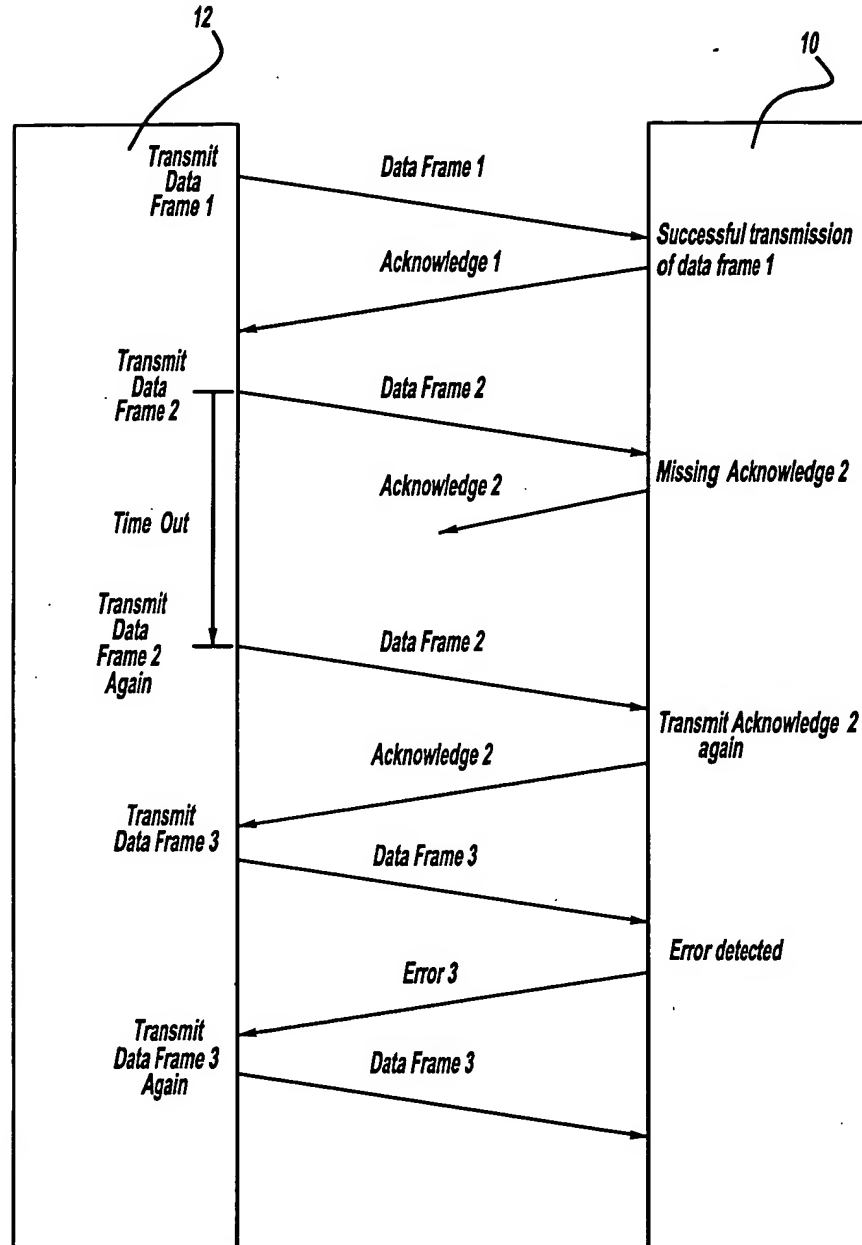 12
10
Transmit
Data
Frame 1
Data Frame 1
Successful transmission
of data frame 1
Acknowledge 1
Transmit
Data
Frame 2
Data Frame 2
Missing Acknowledge 2
Acknowledge 2
Time Out
Transmit
Data
Frame 2
Again
Data Frame 2
Transmit Acknowledge 2
again
Acknowledge 2
Transmit
Data Frame 3
Data Frame 3
Error detected
Error 3
Transmit
Data Frame 3
Again
Data Frame 3